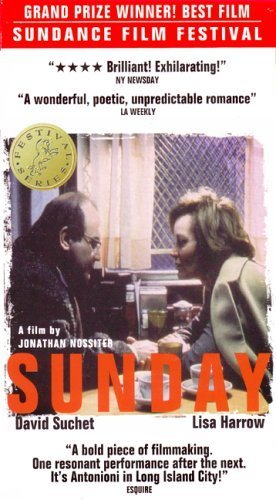 GRAND PRIZE WINNER! BEST FILM
SUNDANCE FILM FESTIVAL
"★★★★ Brilliant! Exhilarating!"
NY NEWSDAY
"A wonderful, poetic, unpredictable romance"
LA WEEKLY
FESTIVAL
SERIES
A film by
JONATHAN NOSSITER
SUNDAY
David Suchet
Lisa Harrow
"A bold piece of filmmaking.
One resonant performance after the next.
It's Antonioni in Long Island City!"
ESQUIRE